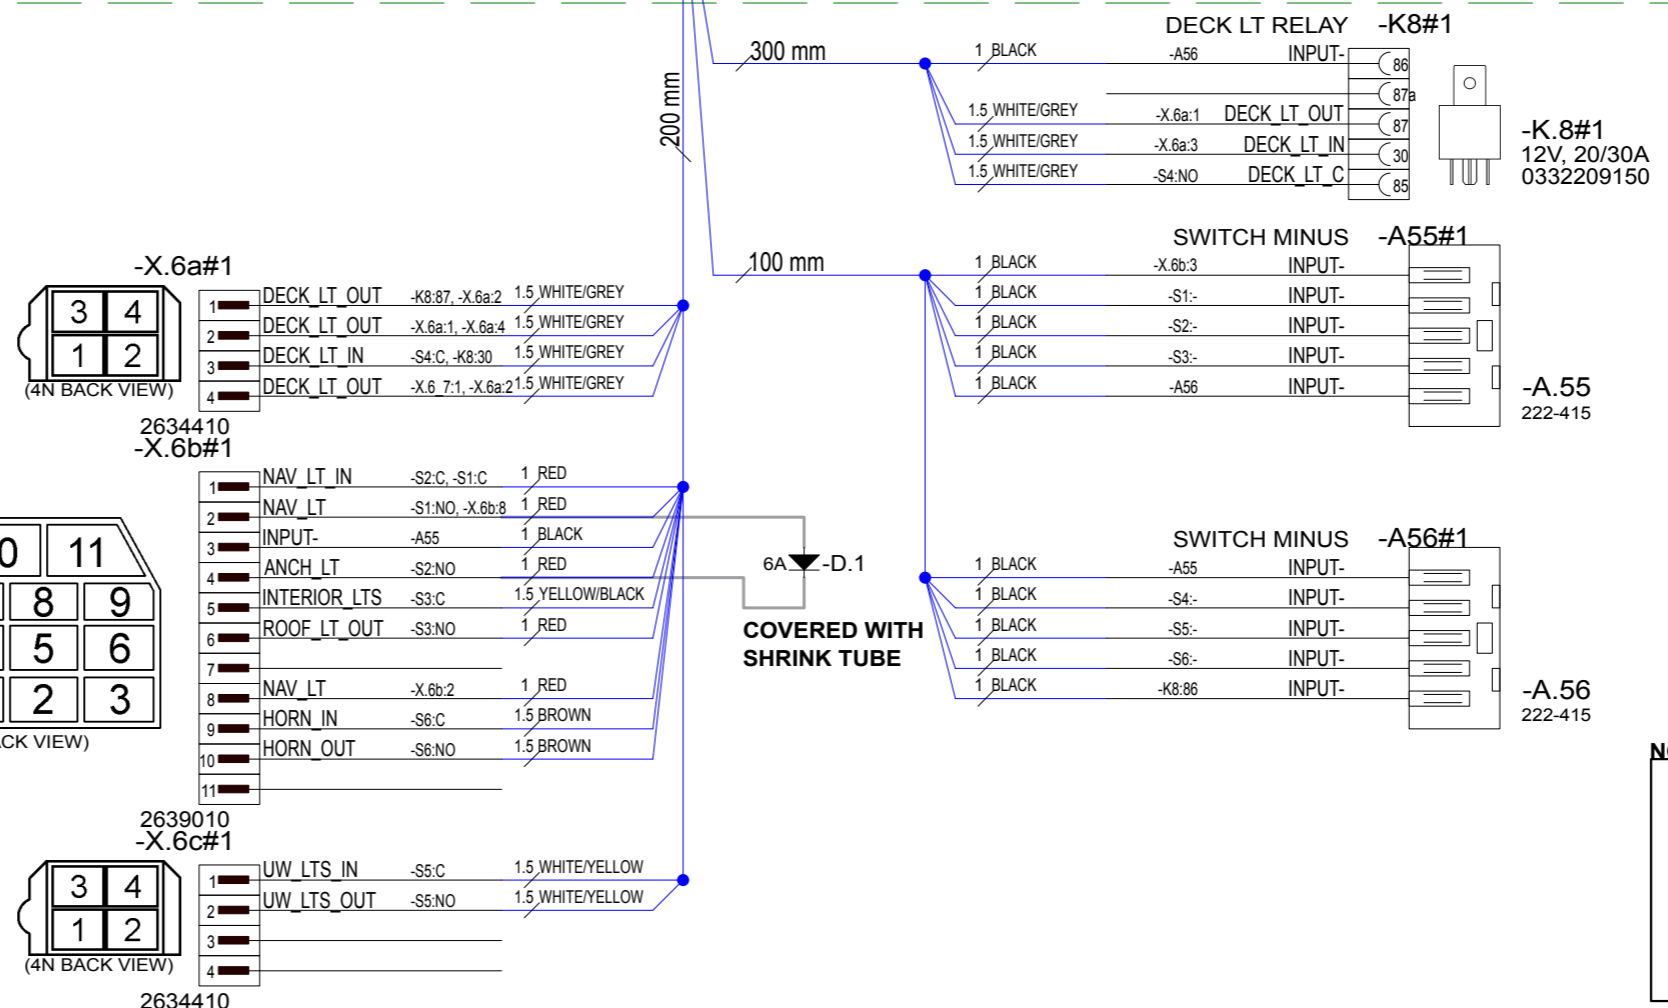 DECK LT RELAY -K8#1
300 mm
1 BLACK -A56 INPUT- 86
87a
1.5 WHITE/GREY -X.6a:1 DECK_LT_OUT 87
1.5 WHITE/GREY -X.6a:3 DECK_LT_IN 30
1.5 WHITE/GREY -S4:NO DECK_LT_C 85
-K.8#1
12V, 20/30A
0332209150
200 mm
SWITCH MINUS -A55#1
100 mm
1 BLACK -X.6b:3 INPUT-
1 BLACK -S1:- INPUT-
1 BLACK -S2:- INPUT-
1 BLACK -S3:- INPUT-
1 BLACK -A56 INPUT-
-A.55
222-415
-X.6a#1
3 4
1 2
(4N BACK VIEW)
1 DECK_LT_OUT -K8:87, -X.6a:2 1.5 WHITE/GREY
2 DECK_LT_OUT -X.6a:1, -X.6a:4 1.5 WHITE/GREY
3 DECK_LT_IN -S4:C, -K8:30 1.5 WHITE/GREY
4 DECK_LT_OUT -X.6_7:1, -X.6a:2 1.5 WHITE/GREY
2634410
-X.6b#1
1 NAV_LT_IN -S2:C, -S1:C 1 RED
2 NAV_LT -S1:NO, -X.6b:8 1 RED
3 INPUT- -A55 1 BLACK
4 ANCH_LT -S2:NO 1 RED
5 INTERIOR_LTS -S3:C 1.5 YELLOW/BLACK
6 ROOF_LT_OUT -S3:NO 1 RED
7
8 NAV_LT -X.6b:2 1 RED
9 HORN_IN -S6:C 1.5 BROWN
10 HORN_OUT -S6:NO 1.5 BROWN
11
2639010
0 11
8 9
5 6
2 3
CK VIEW)
6A -D.1
COVERED WITH
SHRINK TUBE
SWITCH MINUS -A56#1
1 BLACK -A55 INPUT-
1 BLACK -S4:- INPUT-
1 BLACK -S5:- INPUT-
1 BLACK -S6:- INPUT-
1 BLACK -K8:86 INPUT-
-A.56
222-415
-X.6c#1
3 4
1 2
(4N BACK VIEW)
1 UW_LTS_IN -S5:C 1.5 WHITE/YELLOW
2 UW_LTS_OUT -S5:NO 1.5 WHITE/YELLOW
3
4
2634410